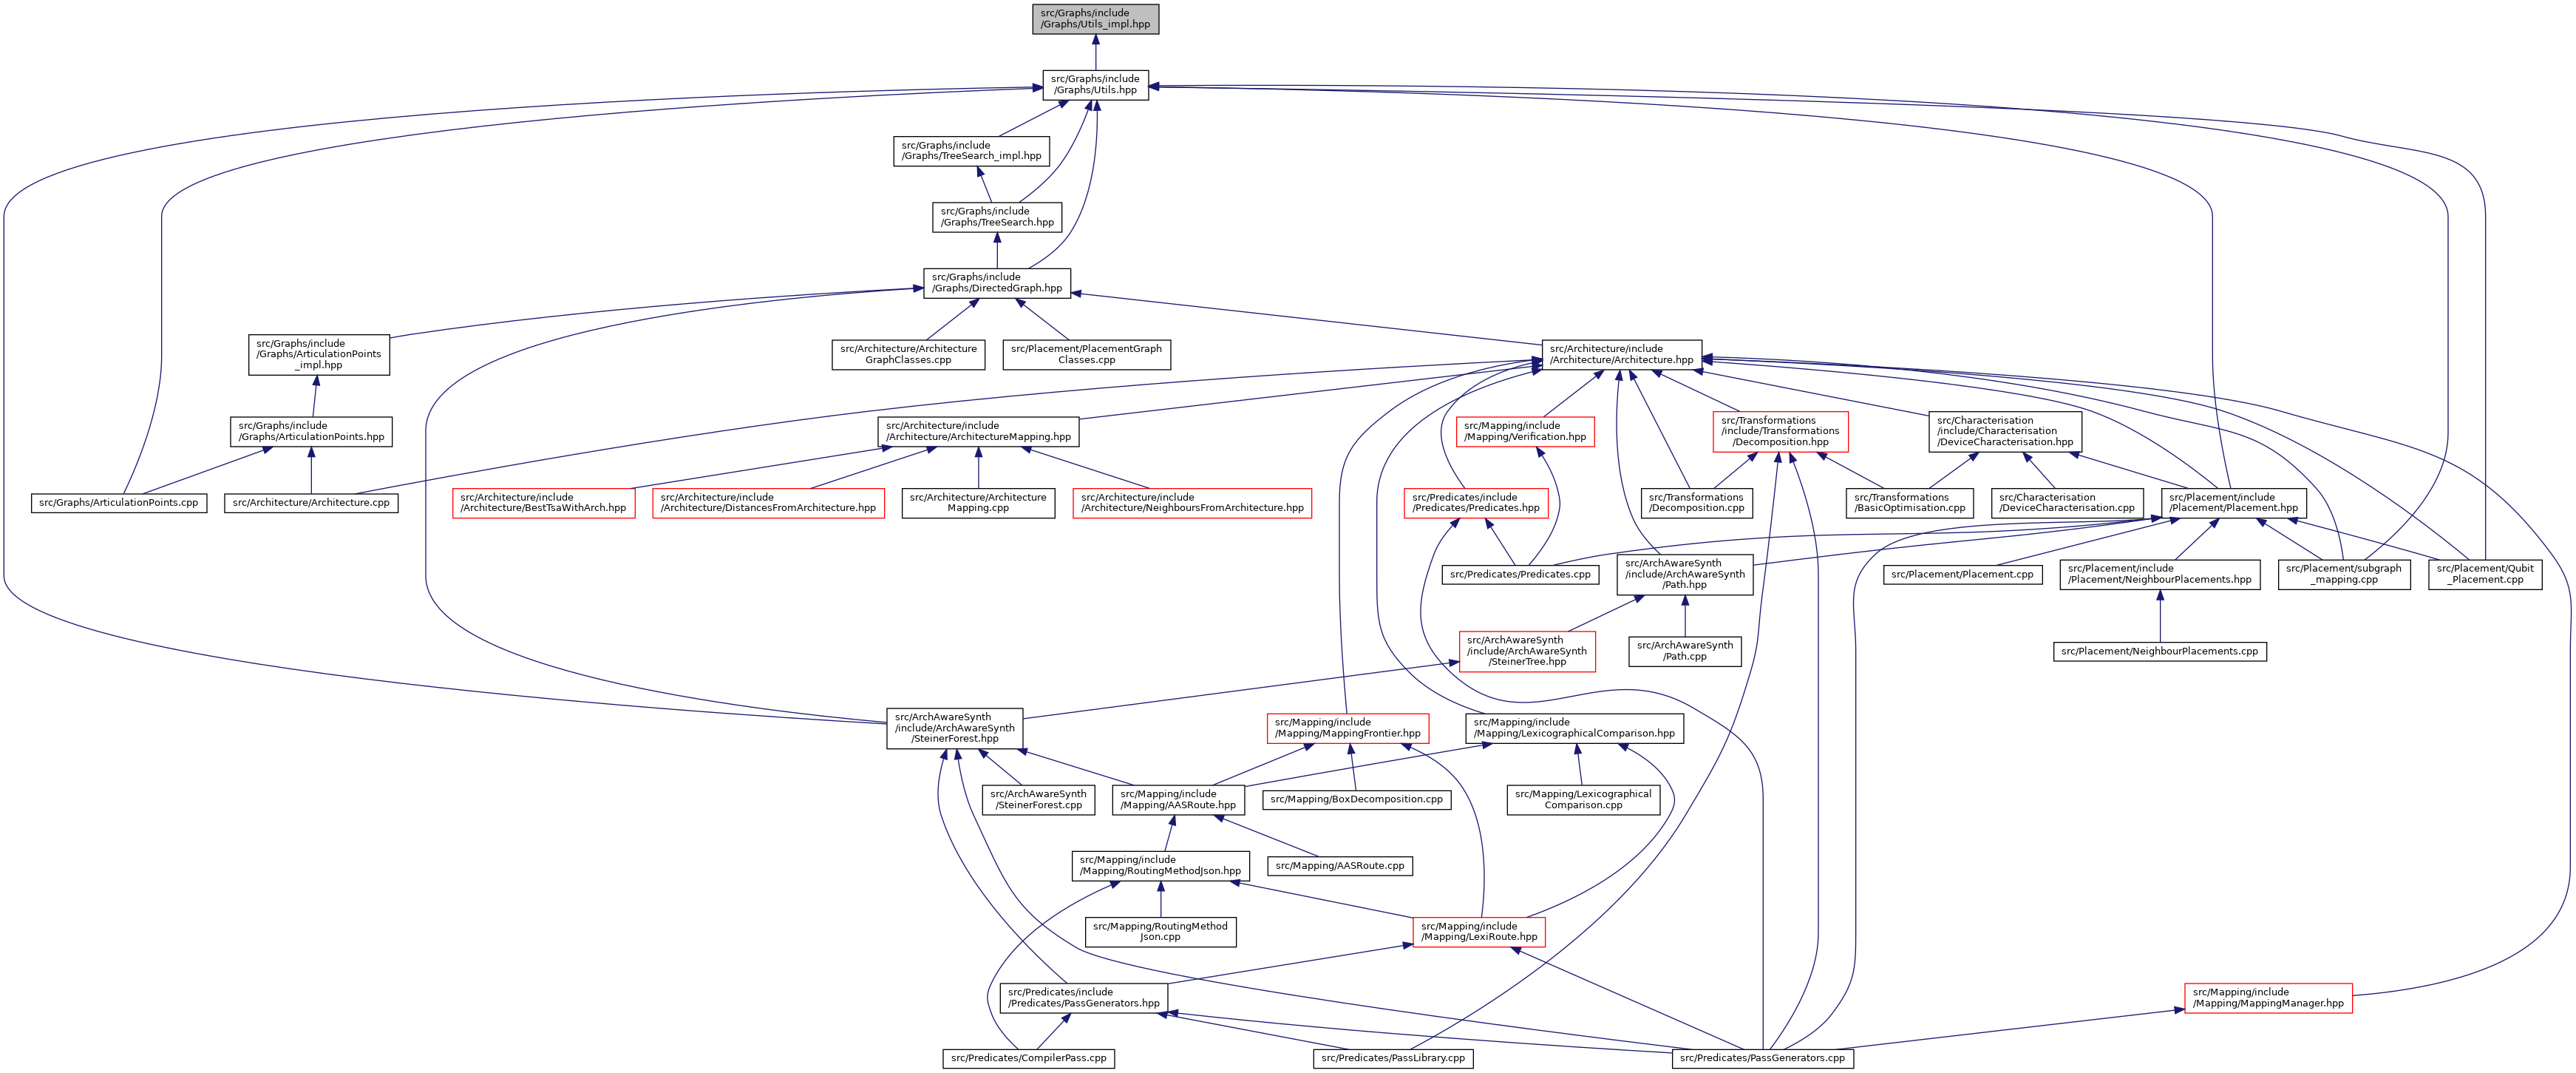 src/Graphs/include
/Graphs/Utils_impl.hpp
src/Graphs/include
/Graphs/Utils.hpp
src/Graphs/include
/Graphs/TreeSearch_impl.hpp
src/Graphs/include
/Graphs/TreeSearch.hpp
src/Graphs/include
/Graphs/DirectedGraph.hpp
src/Graphs/include
/Graphs/ArticulationPoints
_impl.hpp
src/Architecture/Architecture
GraphClasses.cpp
src/Placement/PlacementGraph
Classes.cpp
src/Architecture/include
/Architecture/Architecture.hpp
src/Graphs/include
/Graphs/ArticulationPoints.hpp
src/Architecture/include
/Architecture/ArchitectureMapping.hpp
src/Mapping/include
/Mapping/Verification.hpp
src/Transformations
/include/Transformations
/Decomposition.hpp
src/Characterisation
/include/Characterisation
/DeviceCharacterisation.hpp
src/Graphs/ArticulationPoints.cpp
src/Architecture/Architecture.cpp
src/Architecture/include
/Architecture/BestTsaWithArch.hpp
src/Architecture/include
/Architecture/DistancesFromArchitecture.hpp
src/Architecture/Architecture
Mapping.cpp
src/Architecture/include
/Architecture/NeighboursFromArchitecture.hpp
src/Predicates/include
/Predicates/Predicates.hpp
src/Transformations
/Decomposition.cpp
src/Transformations
/BasicOptimisation.cpp
src/Characterisation
/DeviceCharacterisation.cpp
src/Placement/include
/Placement/Placement.hpp
src/Predicates/Predicates.cpp
src/ArchAwareSynth
/include/ArchAwareSynth
/Path.hpp
src/Placement/Placement.cpp
src/Placement/include
/Placement/NeighbourPlacements.hpp
src/Placement/subgraph
_mapping.cpp
src/Placement/Qubit
_Placement.cpp
src/ArchAwareSynth
/include/ArchAwareSynth
/SteinerTree.hpp
src/ArchAwareSynth
/Path.cpp
src/Placement/NeighbourPlacements.cpp
src/ArchAwareSynth
/include/ArchAwareSynth
/SteinerForest.hpp
src/Mapping/include
/Mapping/MappingFrontier.hpp
src/Mapping/include
/Mapping/LexicographicalComparison.hpp
src/ArchAwareSynth
/SteinerForest.cpp
src/Mapping/include
/Mapping/AASRoute.hpp
src/Mapping/BoxDecomposition.cpp
src/Mapping/Lexicographical
Comparison.cpp
src/Mapping/include
/Mapping/RoutingMethodJson.hpp
src/Mapping/AASRoute.cpp
src/Mapping/RoutingMethod
Json.cpp
src/Mapping/include
/Mapping/LexiRoute.hpp
src/Predicates/include
/Predicates/PassGenerators.hpp
src/Mapping/include
/Mapping/MappingManager.hpp
src/Predicates/CompilerPass.cpp
src/Predicates/PassLibrary.cpp
src/Predicates/PassGenerators.cpp